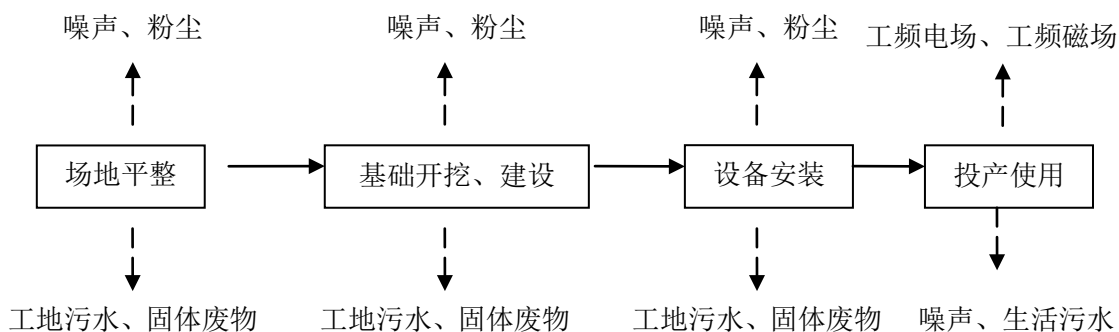 噪声、粉尘
噪声、粉尘
噪声、粉尘
工频电场、工频磁场
场地平整
基础开挖、建设
设备安装
投产使用
工地污水、固体废物
工地污水、固体废物
工地污水、固体废物
噪声、生活污水